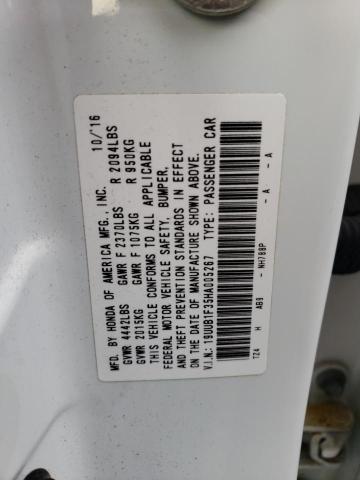 MFD. BY HONDA OF AMERICA MFG., INC. 10/'16
GVWR 4442LBS GAWR F 2370LBS R 2094LBS
GVWR 2015KG GAWR F 1075KG R 950KG
THIS VEHICLE CONFORMS TO ALL APPLICABLE
FEDERAL MOTOR VEHICLE SAFETY, BUMPER,
AND THEFT PREVENTION STANDARDS IN EFFECT
ON THE DATE OF MANUFACTURE SHOWN ABOVE.
V.I.N.: 19UUB1F35HA005267 TYPE: PASSENGER CAR
TZ4 H AB9 - NH788P - A - A